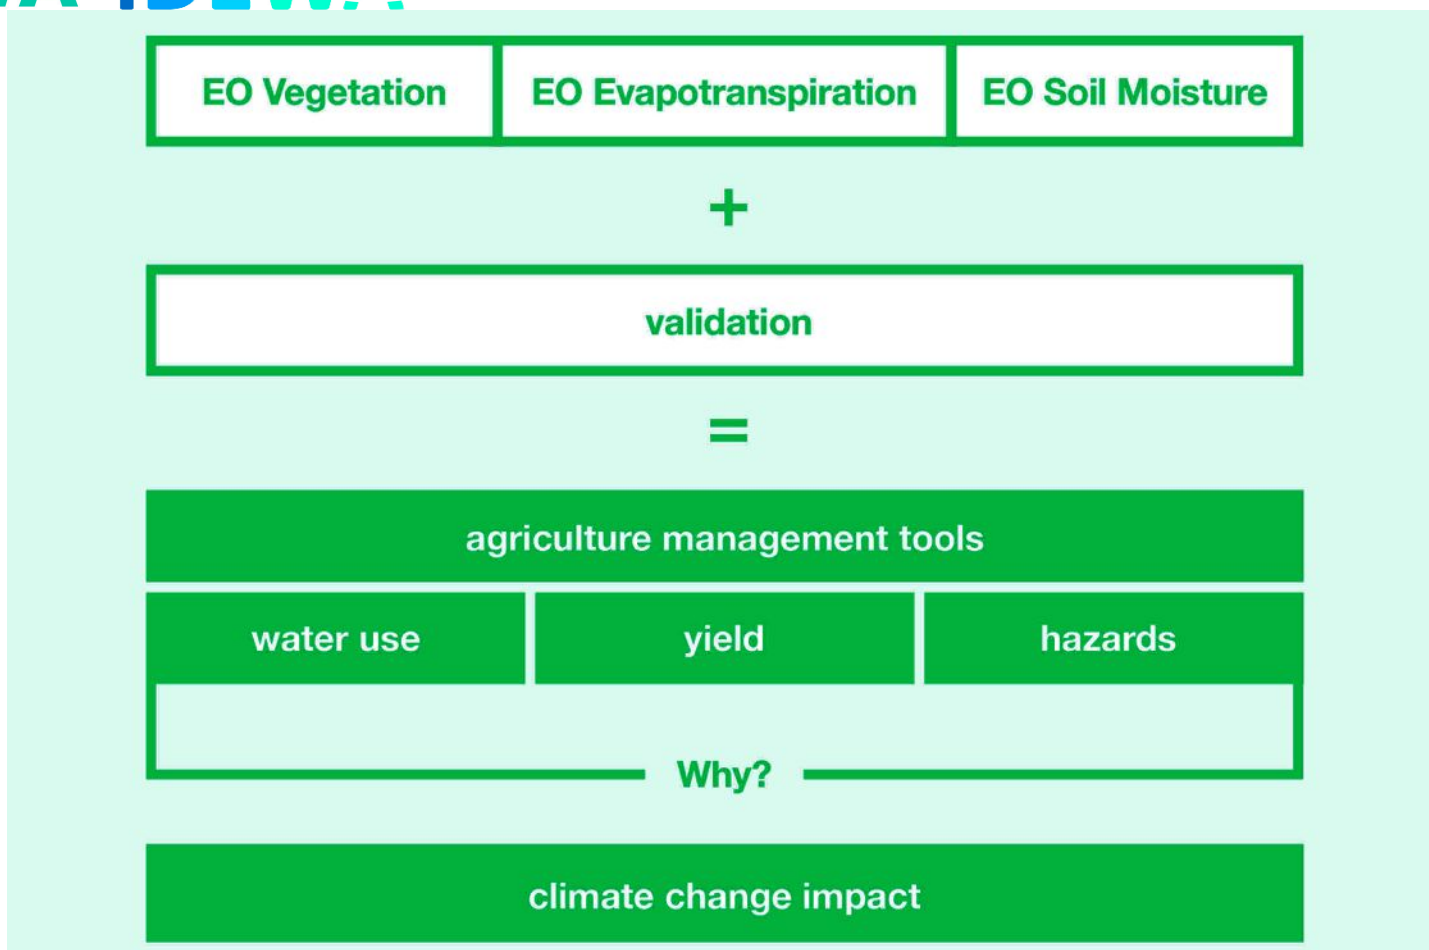 EO Vegetation EO Evapotranspiration EO Soil Moisture
+
validation
=
agriculture management tools
water use yield hazards
Why?
climate change impact